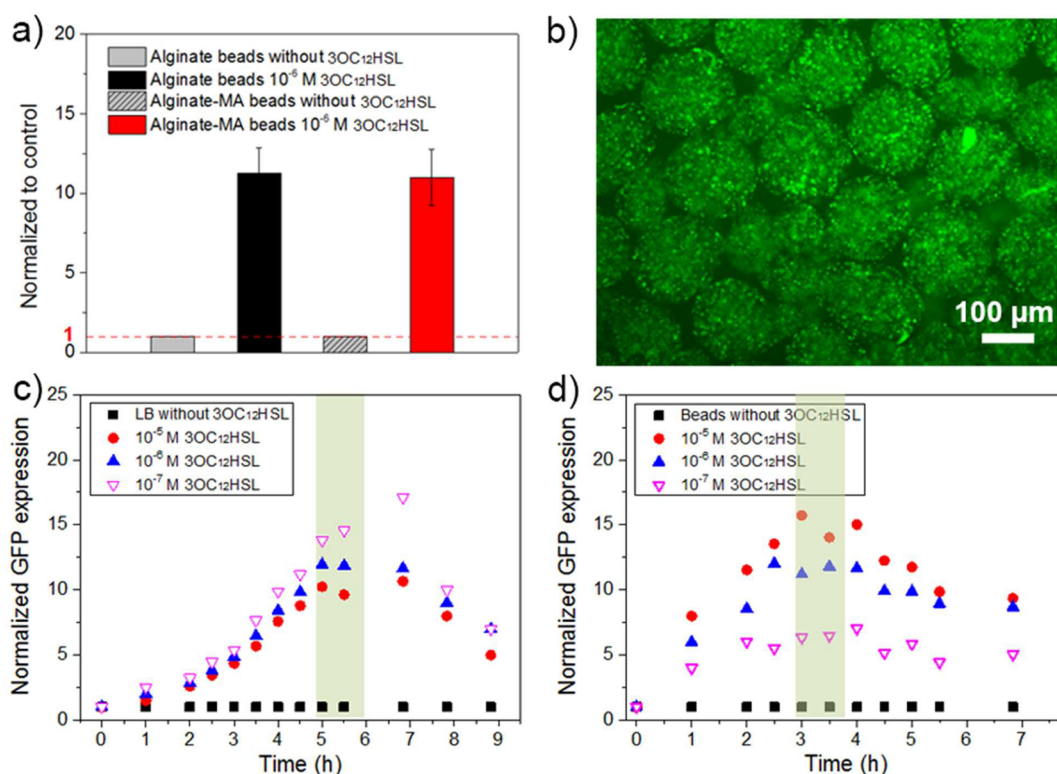 a)
20
15
10
5
1
0
Normalized to control
Alginate beads without 3OC₁₂HSL
Alginate beads 10⁻⁶ M 3OC₁₂HSL
Alginate-MA beads without 3OC₁₂HSL
Alginate-MA beads 10⁻⁶ M 3OC₁₂HSL
b)
100 µm
c)
25
20
15
10
5
0
Normalized GFP expression
LB without 3OC₁₂HSL
10⁻⁵ M 3OC₁₂HSL
10⁻⁶ M 3OC₁₂HSL
10⁻⁷ M 3OC₁₂HSL
0 1 2 3 4 5 6 7 8 9
Time (h)
d)
25
20
15
10
5
0
Normalized GFP expression
Beads without 3OC₁₂HSL
10⁻⁵ M 3OC₁₂HSL
10⁻⁶ M 3OC₁₂HSL
10⁻⁷ M 3OC₁₂HSL
0 1 2 3 4 5 6 7
Time (h)